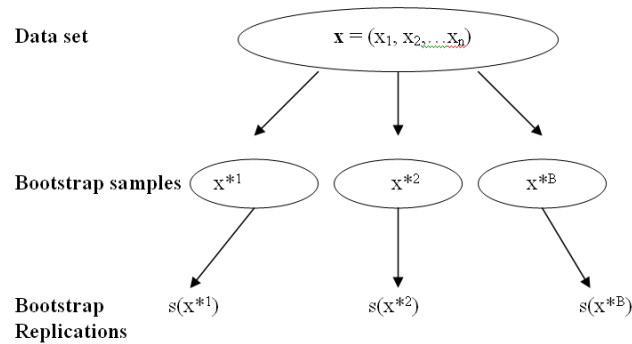 Data set x = (x₁, x₂,…xₙ)
Bootstrap samples x*¹ x*² x*ᴮ
Bootstrap s(x*¹) s(x*²) s(x*ᴮ)
Replications